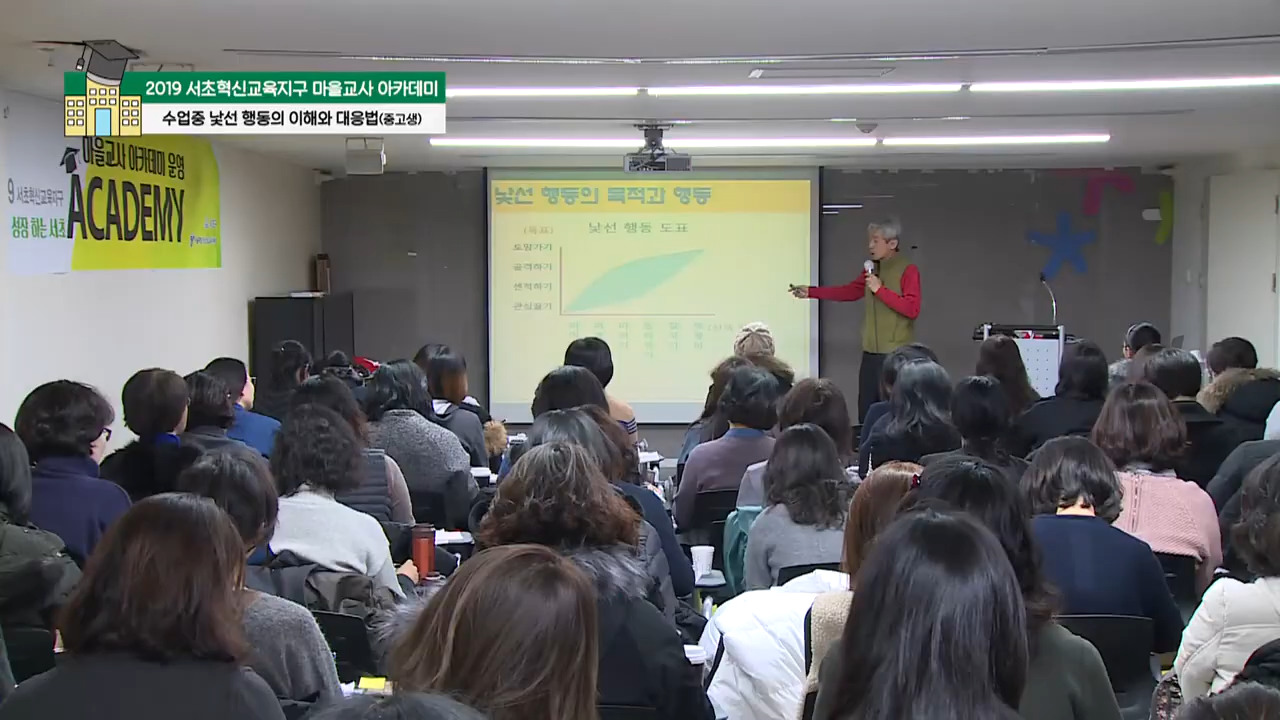 2019 서초혁신교육지구 마을교사 아카데미
수업중 낯선 행동의 이해와 대응법(중고생)
마을교사 아카데미 운영
9 서초혁신교육지구
ACADEMY
성장 하는 서초
낯선 행동의 목적과 행동
낯선 행동 도표
(목표)
도망가기
공격하기
선적하기
관심끌기